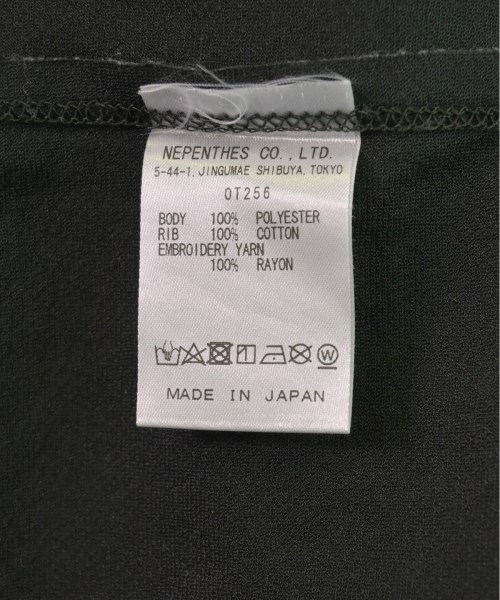 NEPENTHES CO., LTD.
5-44-1, JINGUMAE SHIBUYA, TOKYO
OT256
BODY 100% POLYESTER
RIB 100% COTTON
EMBROIDERY YARN
100% RAYON
MADE IN JAPAN